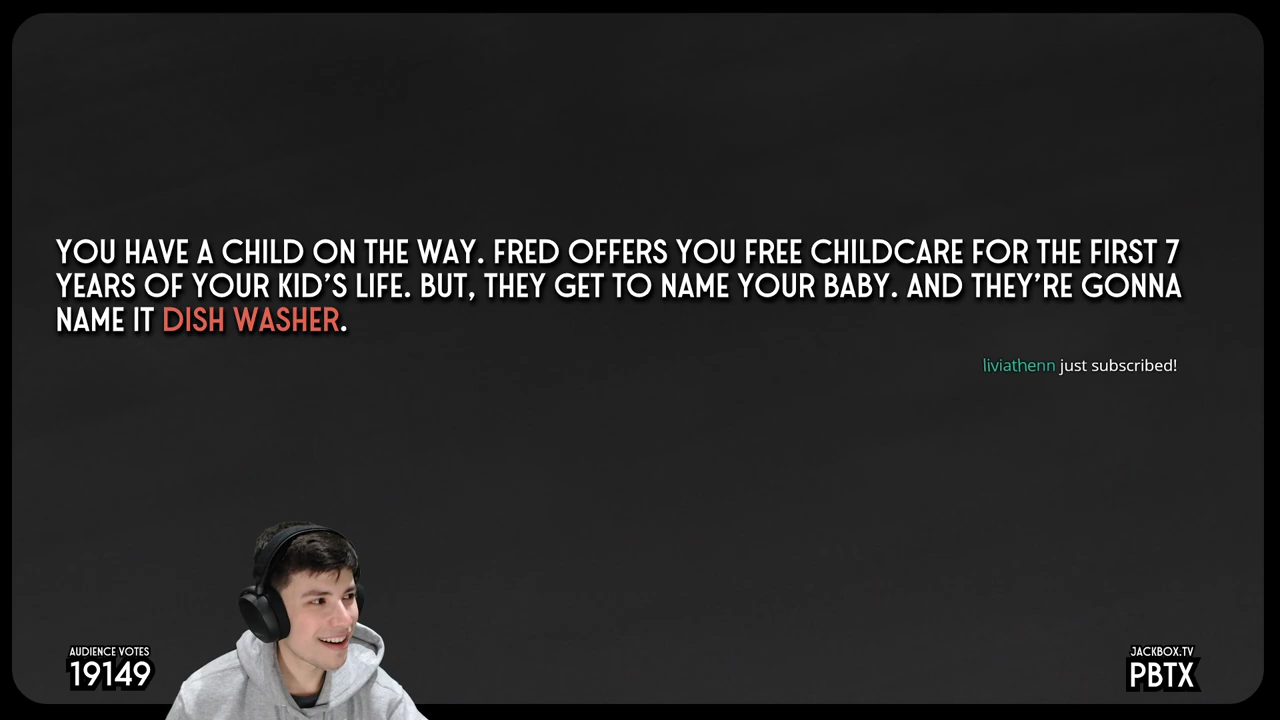 YOU HAVE A CHILD ON THE WAY. FRED OFFERS YOU FREE CHILDCARE FOR THE FIRST 7
YEARS OF YOUR KID'S LIFE. BUT, THEY GET TO NAME YOUR BABY. AND THEY'RE GONNA
NAME IT DISH WASHER.
liviathenn just subscribed!
AUDIENCE VOTES
19149
JACKBOX.TV
PBTX